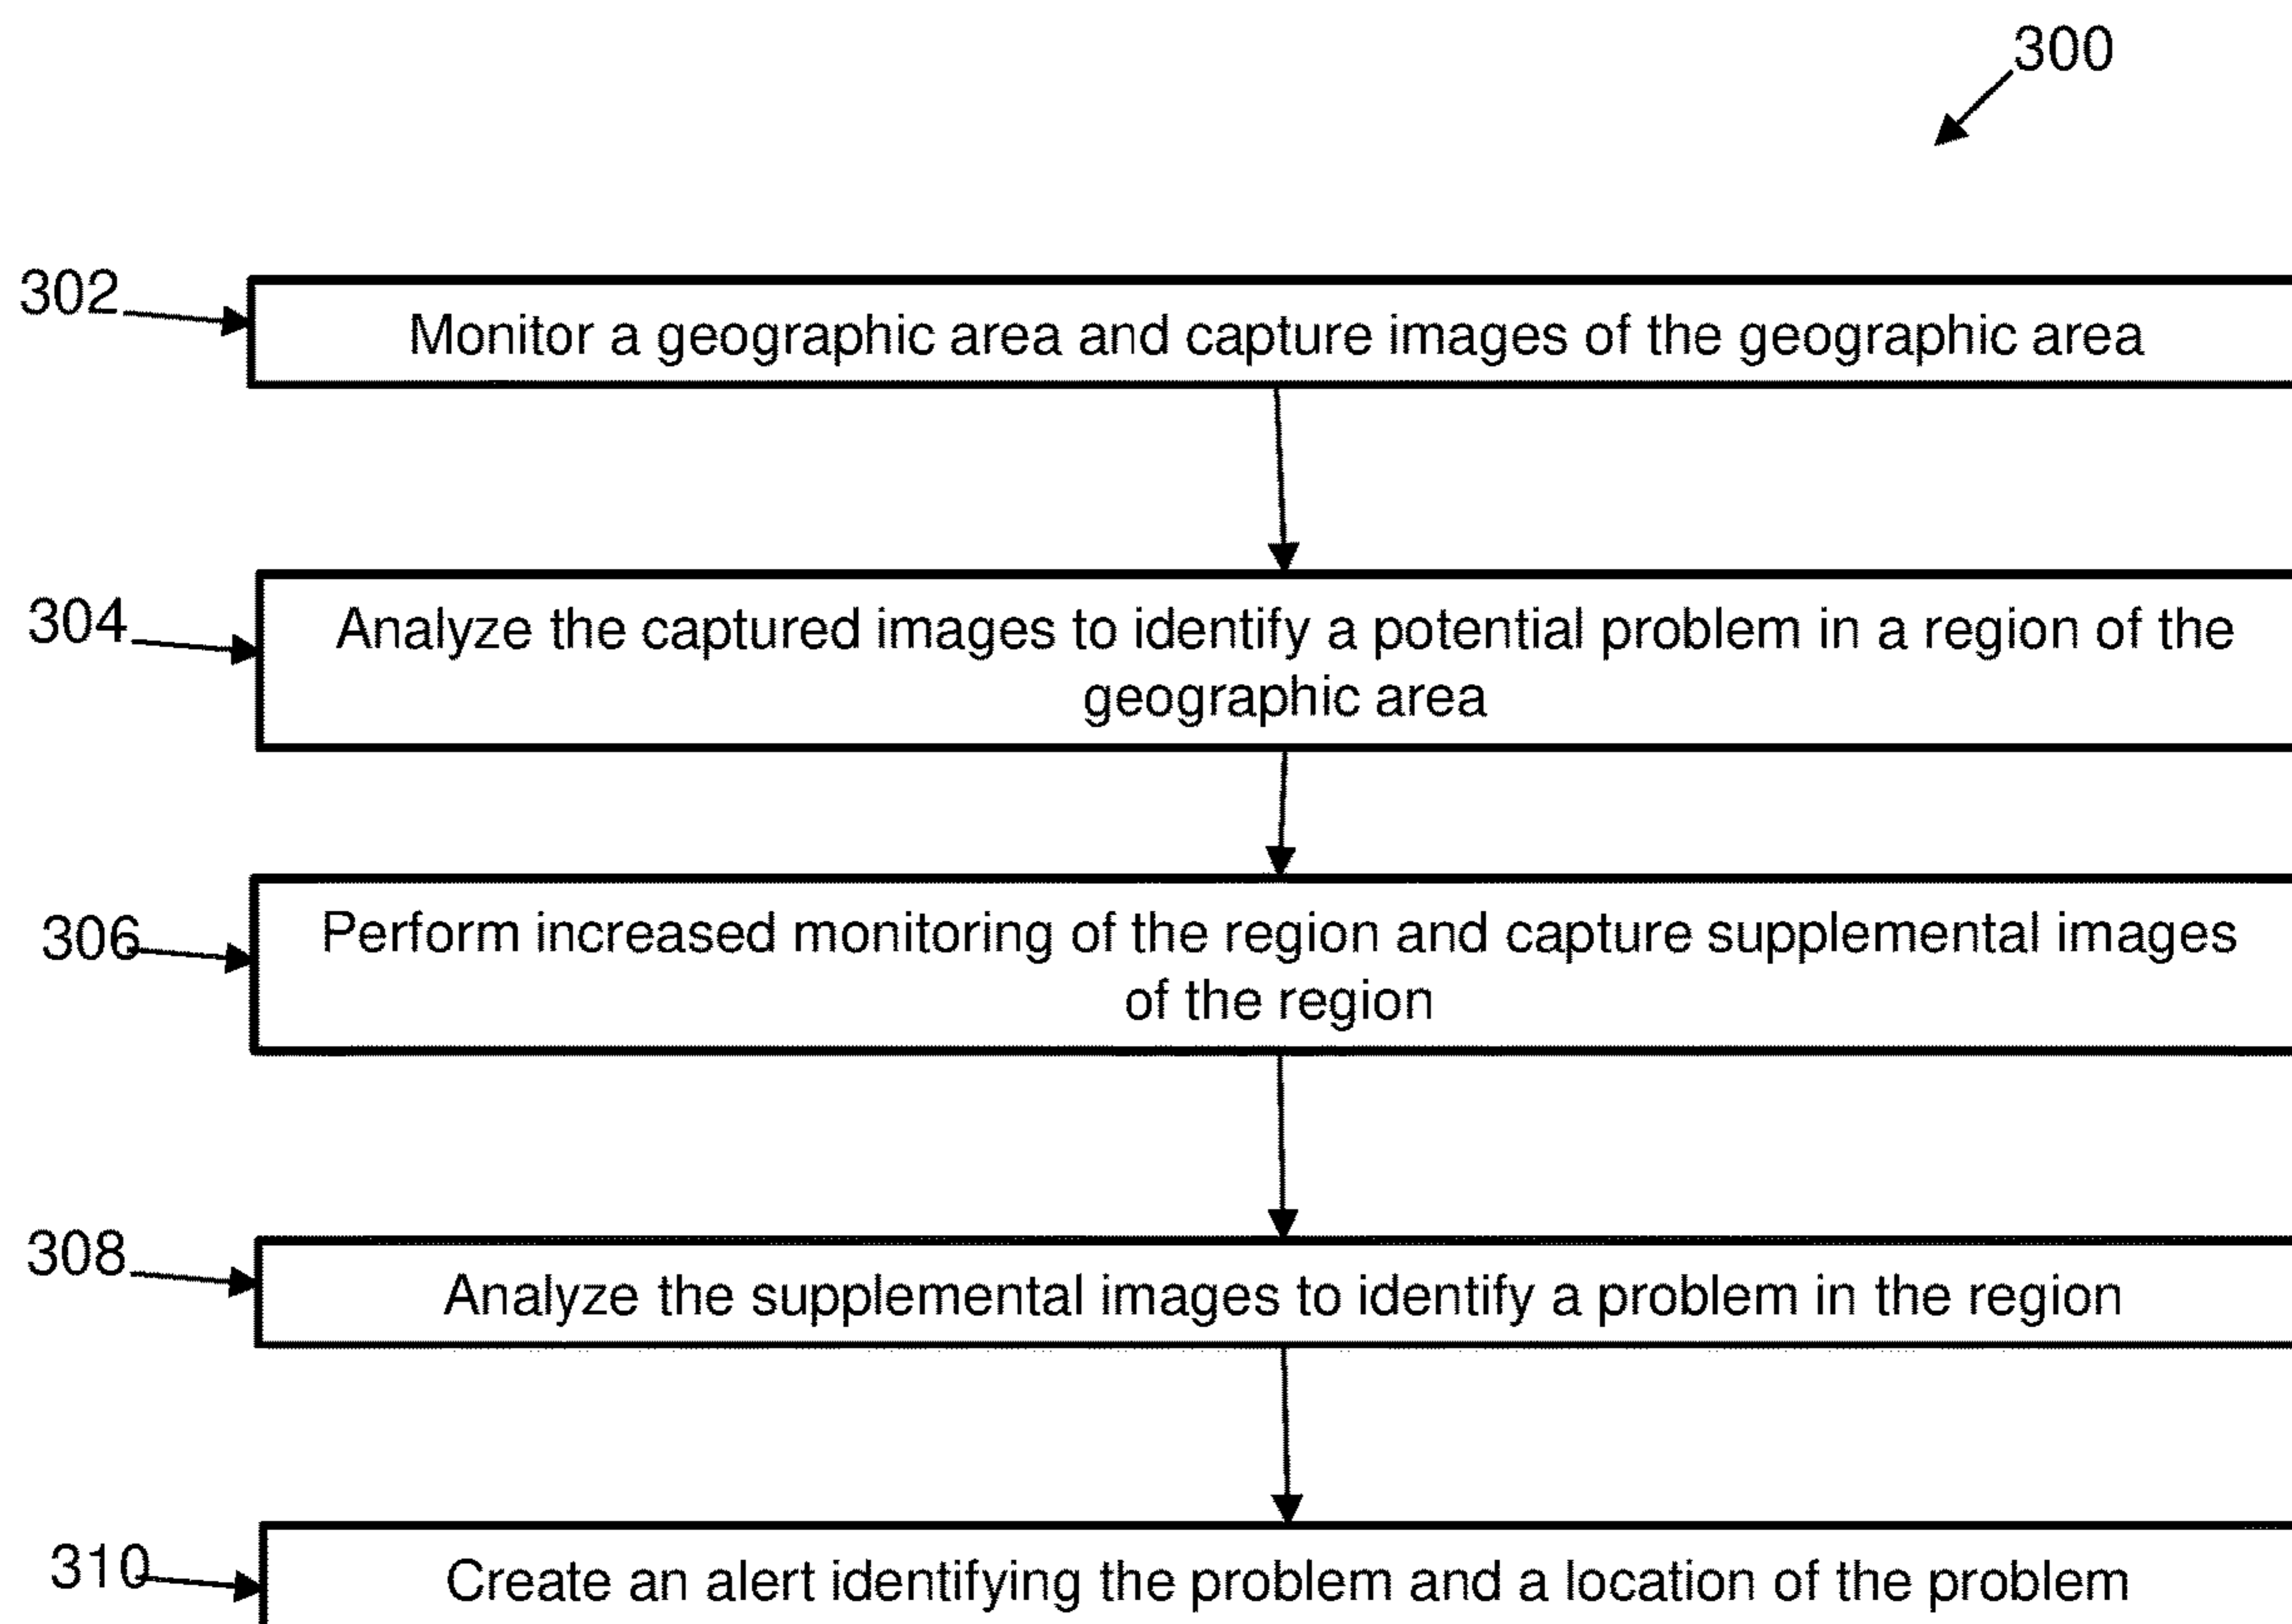 300
302
Monitor a geographic area and capture images of the geographic area
304
Analyze the captured images to identify a potential problem in a region of the
geographic area
306
Perform increased monitoring of the region and capture supplemental images
of the region
308
Analyze the supplemental images to identify a problem in the region
310
Create an alert identifying the problem and a location of the problem